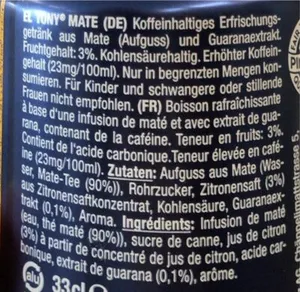 EL TONY® MATE (DE) Koffeinhaltiges Erfrischungs-
getränk aus Mate (Aufguss) und Guaranaextrakt.
Fruchtgehalt: 3%. Kohlensäurehaltig. Erhöhter Koffein-
gehalt (23mg/100ml). Nur in begrenzten Mengen kon-
sumieren. Für Kinder und schwangere oder stillende
Frauen nicht empfohlen. (FR) Boisson rafraîchissante
à base d'une infusion de maté et avec extrait de gua-
rana, contenant de la caféine. Teneur en fruits: 3%.
Contient de l'acide carbonique. Teneur élevée en caféi-
ne (23mg/100ml). Zutaten: Aufguss aus Mate (Was-
ser, Mate-Tee (90%)), Rohrzucker, Zitronensaft (3%)
aus Zitronensaftkonzentrat, Kohlensäure, Guaranaex-
trakt (0,1%), Aroma. Ingrédients: Infusion de maté
(eau, thé maté (90%)), sucre de canne, jus de citron
(3%) à partir de concentré de jus de citron, acide car-
bonique, extrait de guarana (0,1%), arôme.
alu 33cl